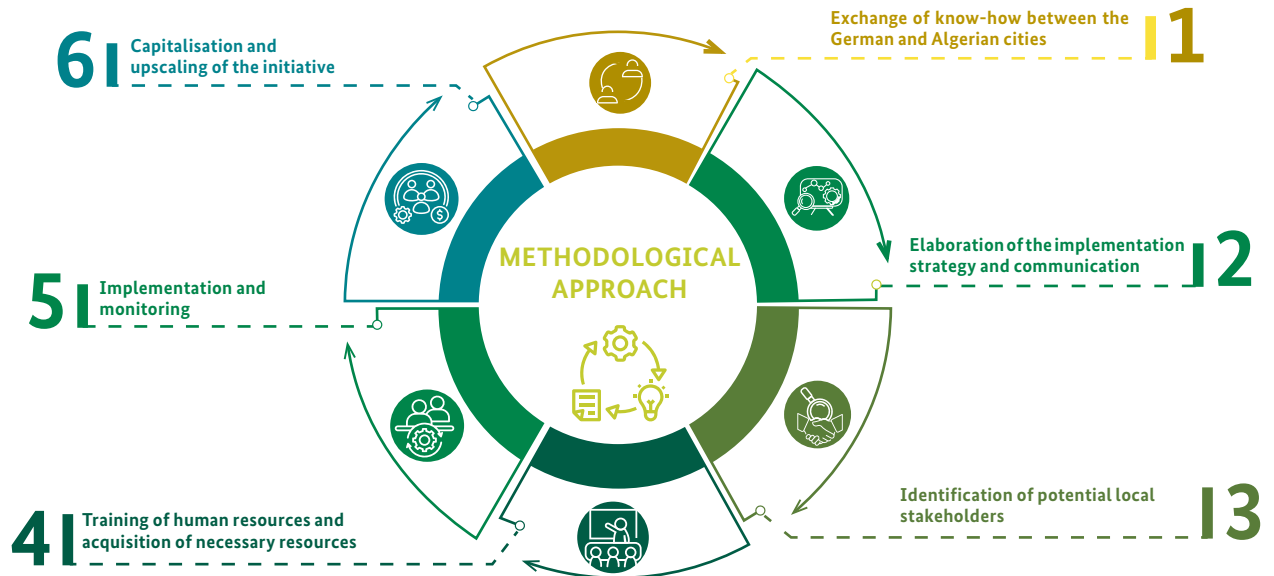 METHODOLOGICAL
APPROACH
1
Exchange of know-how between the
German and Algerian cities
2
Elaboration of the implementation
strategy and communication
3
Identification of potential local
stakeholders
4
Training of human resources and
acquisition of necessary resources
5
Implementation and
monitoring
6
Capitalisation and
upscaling of the initiative
$